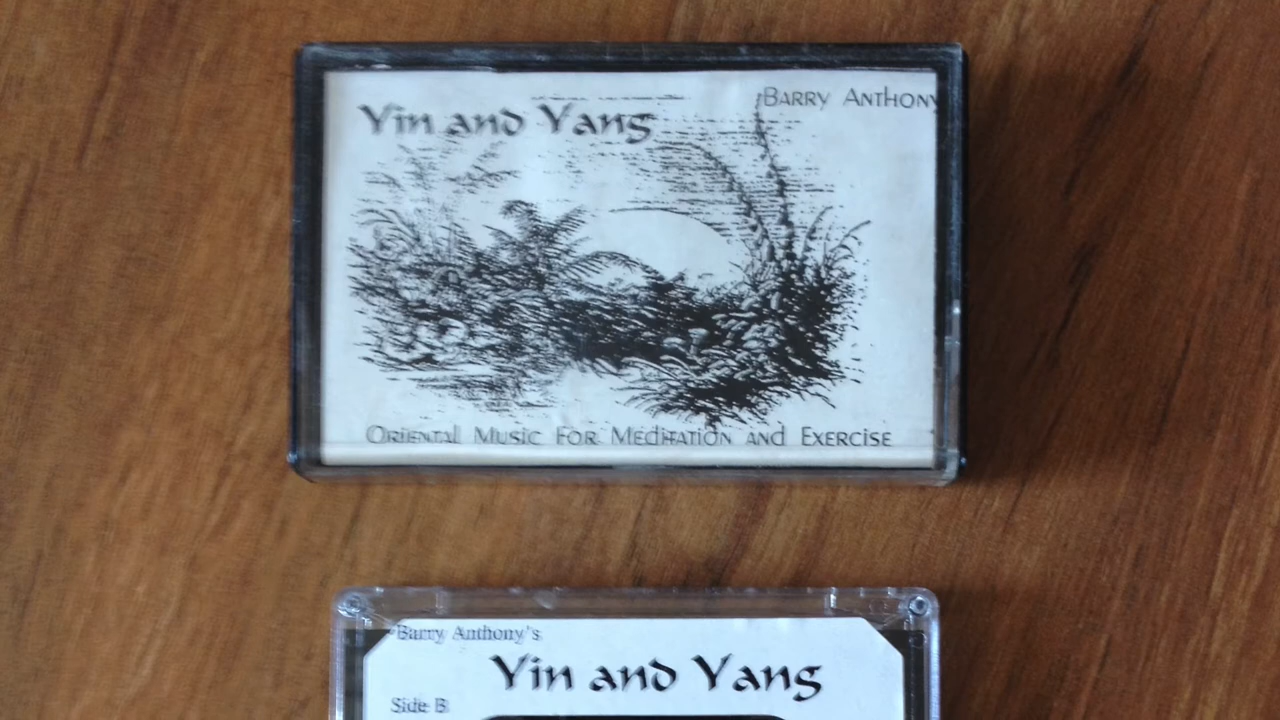 Yin and Yang
Barry Anthony
Oriental Music For Meditation and Exercise
Barry Anthony's
Yin and Yang
Side B